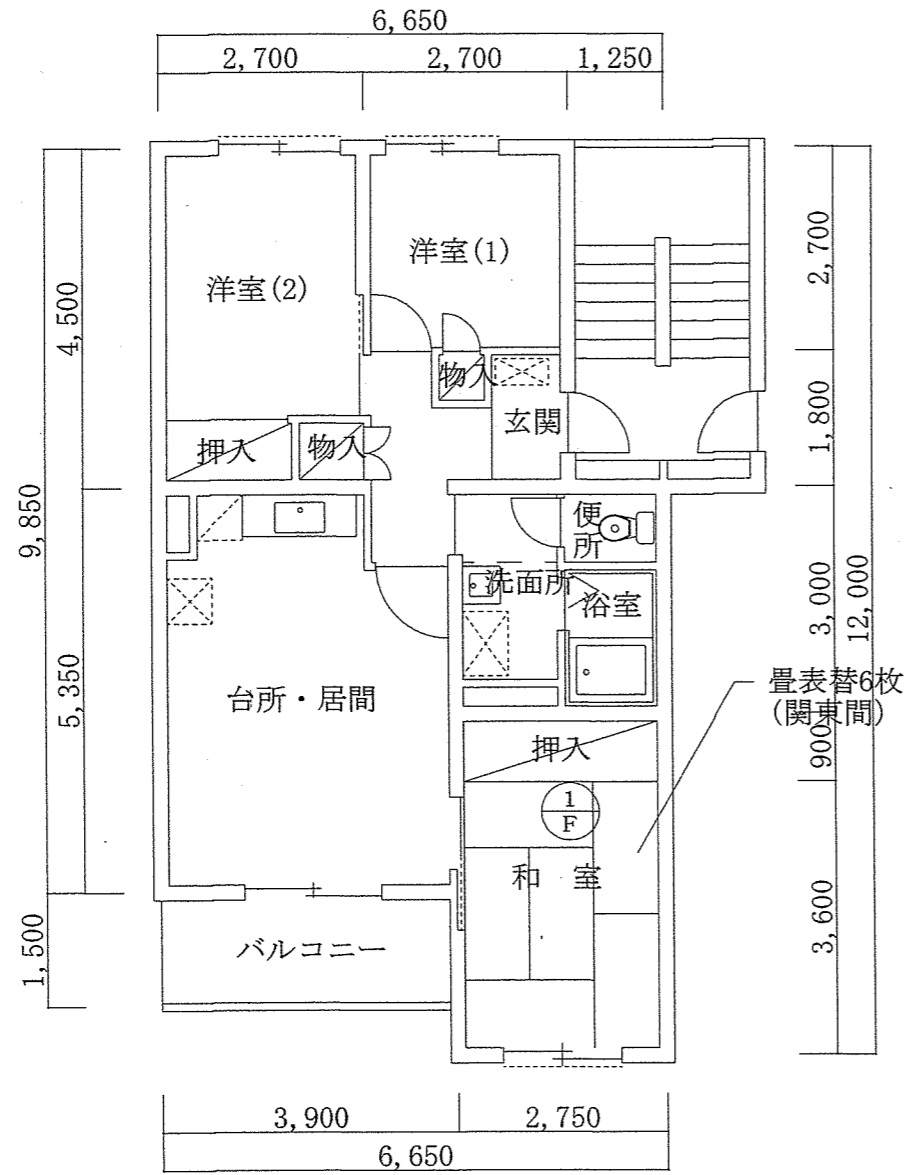 6,650
2,700
2,700
1,250
洋室(1)
洋室(2)
4,500
2,700
物入
玄関
1,800
押入
物入
9,850
便所
洗面所
浴室
3,000
12,000
5,350
台所・居間
畳表替6枚
(関東間)
押入
900
1
F
和 室
3,600
1,500
バルコニー
3,900
2,750
6,650